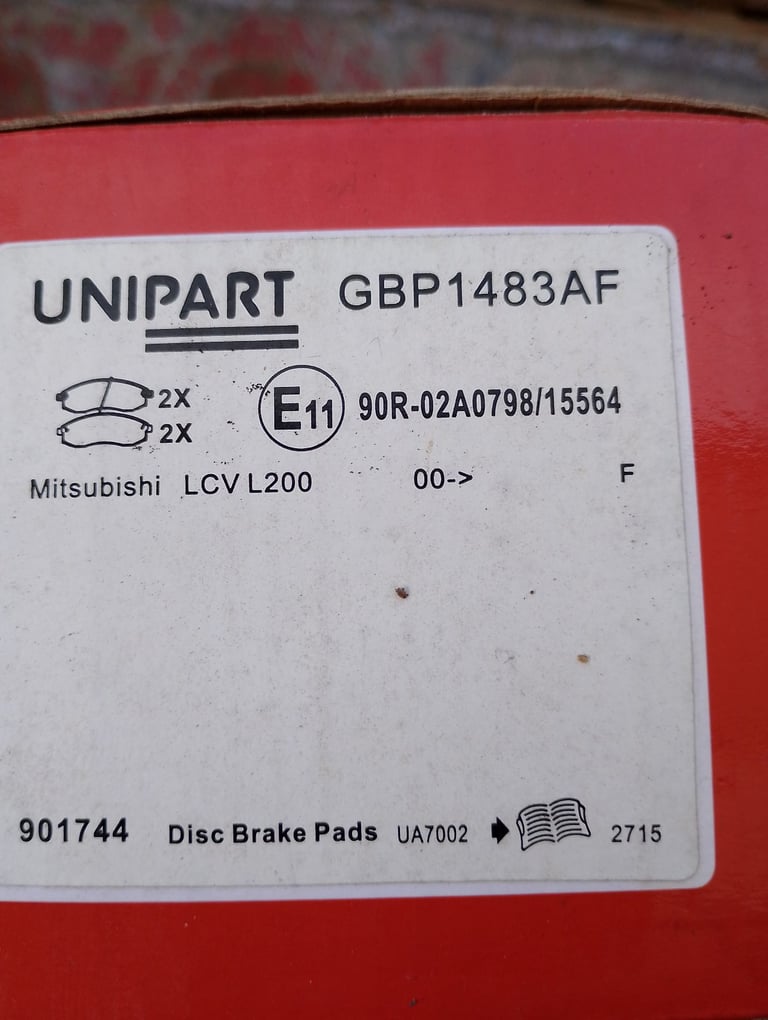 UNIPART GBP1483AF
2X
2X
E11 90R-02A0798/15564
Mitsubishi LCV L200 00-> F
901744 Disc Brake Pads UA7002 2715